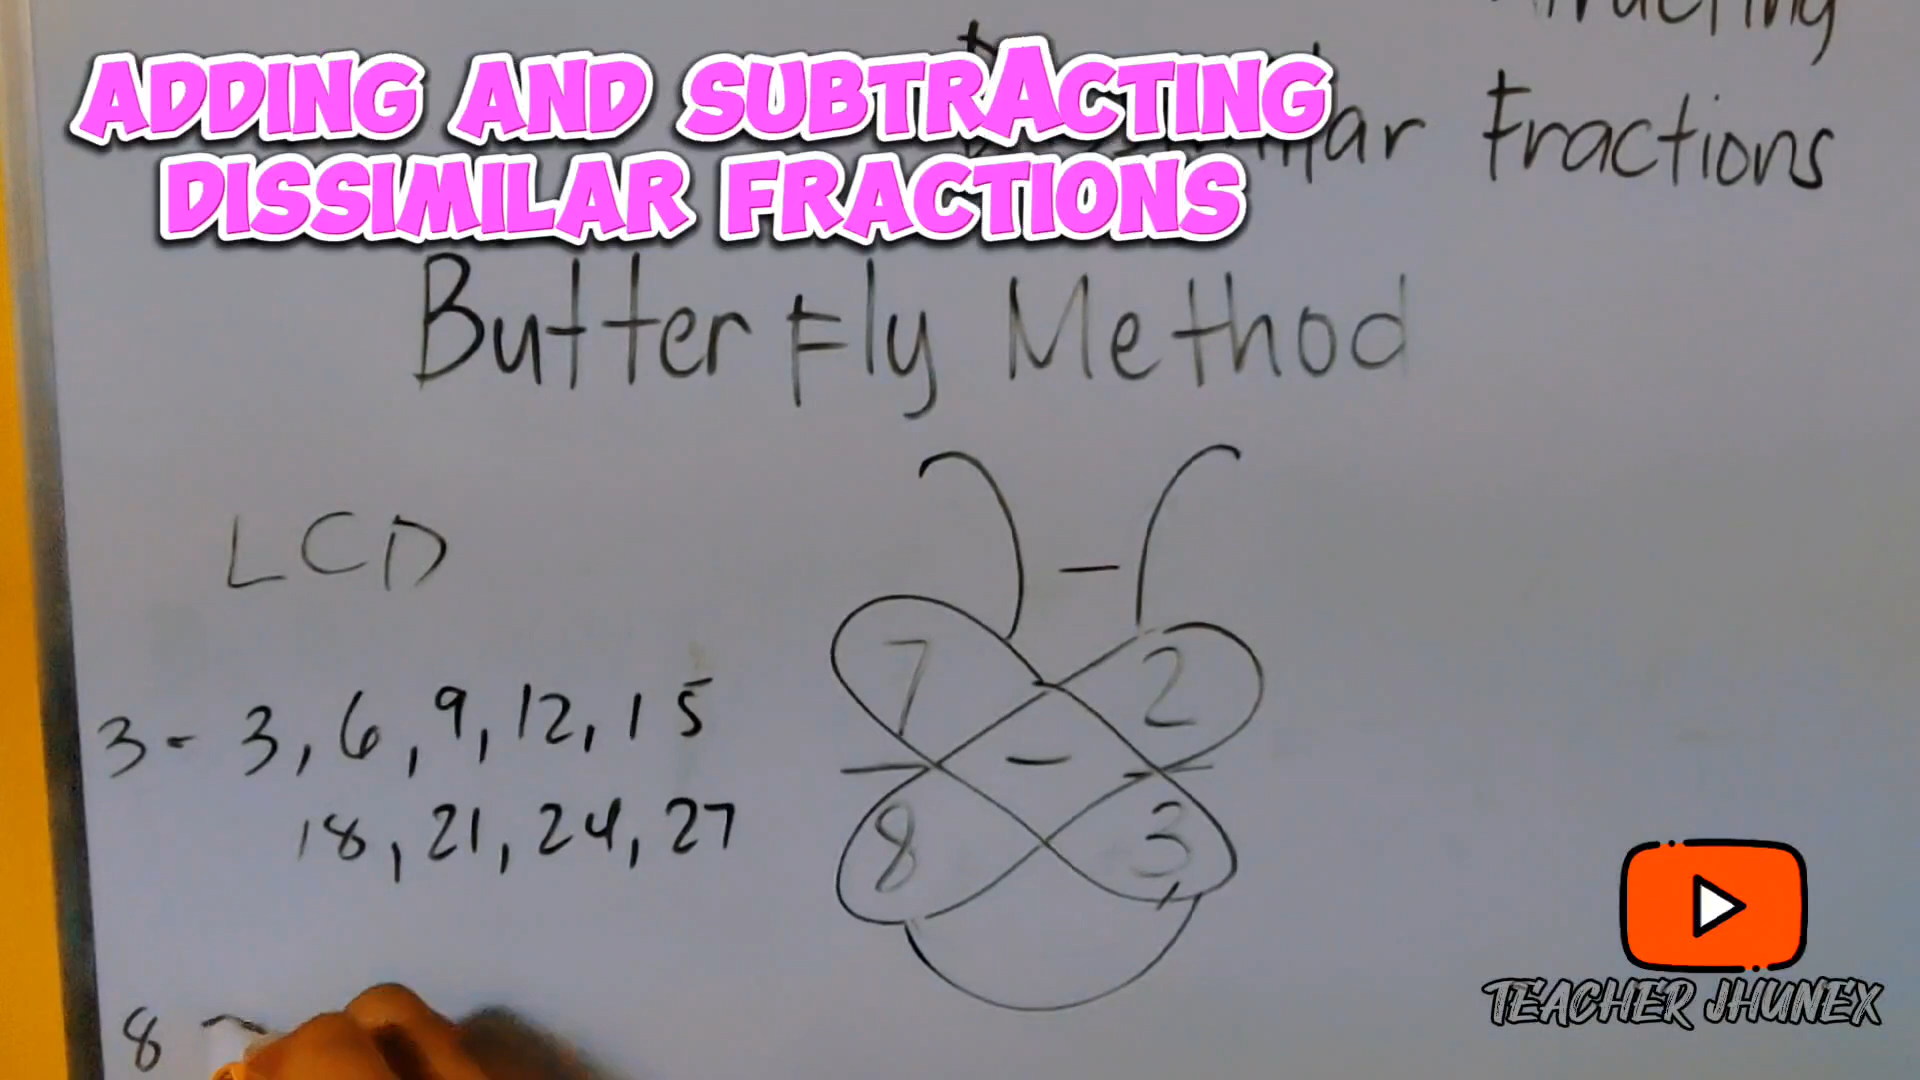 ADDING AND SUBTRACTING
DISSIMILAR FRACTIONS
Fractions
ButterFly Method
LCD
-
7 2
-
8 3
3 - 3, 6, 9, 12, 15
18, 21, 24, 27
8
TEACHER JHUNEX